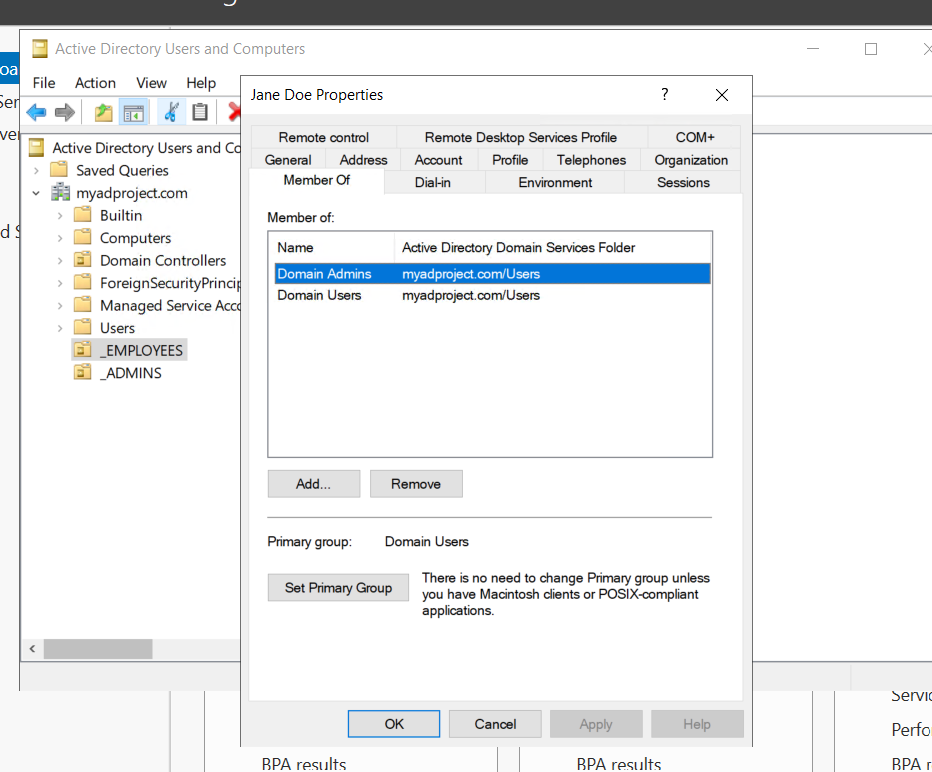 Active Directory Users and Computers
File Action View Help
Jane Doe Properties
?
Remote control Remote Desktop Services Profile COM+
General Address Account Profile Telephones Organization
Member Of Dial-in Environment Sessions
Active Directory Users and Co
Saved Queries
myadproject.com
Builtin
Computers
Domain Controllers
ForeignSecurityPrincip
Managed Service Acco
Users
_EMPLOYEES
_ADMINS
Member of:
Name Active Directory Domain Services Folder
Domain Admins myadproject.com/Users
Domain Users myadproject.com/Users
Add... Remove
Primary group: Domain Users
Set Primary Group
There is no need to change Primary group unless
you have Macintosh clients or POSIX-compliant
applications.
OK Cancel Apply Help
BPA results
BPA results
Servic
Perfo
BPA r